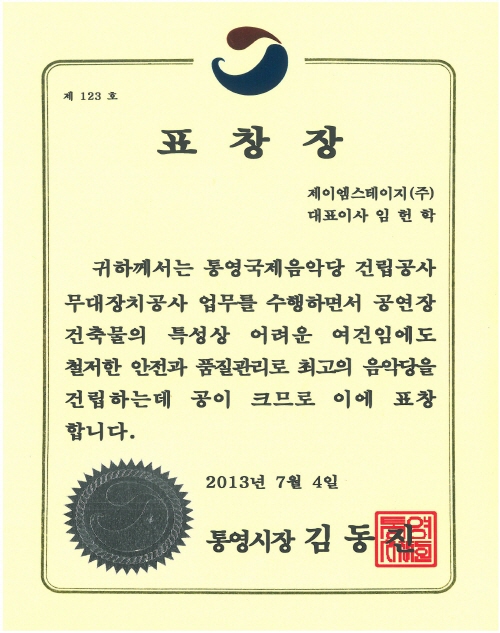 제 123 호
표 창 장
제이엠스테이지(주)
대표이사 임 헌 학
귀하께서는 통영국제음악당 건립공사
무대장치공사 업무를 수행하면서 공연장
건축물의 특성상 어려운 여건임에도
철저한 안전과 품질관리로 최고의 음악당을
건립하는데 공이 크므로 이에 표창
합니다.
2013년 7월 4일
통영시장 김 동 진